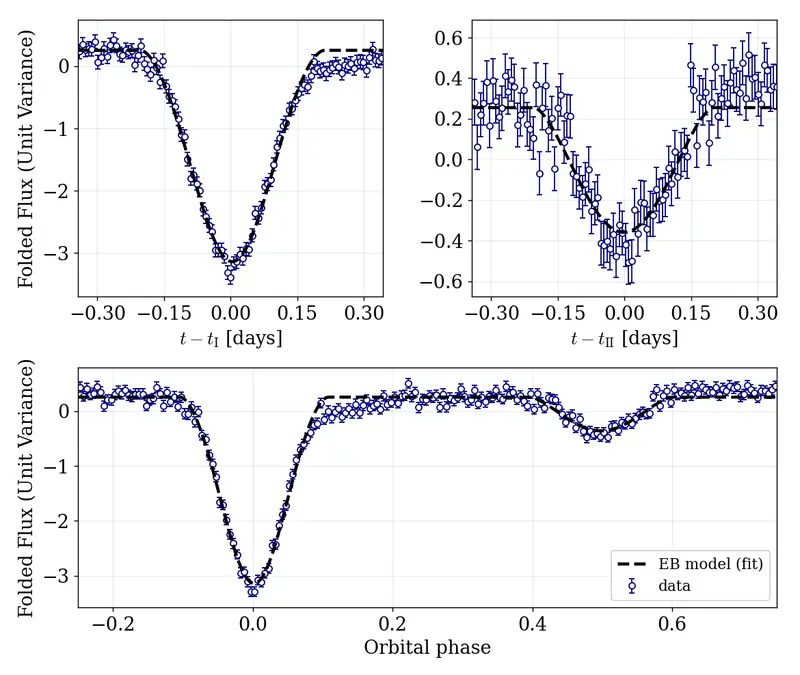 Folded Flux (Unit Variance)
0
−1
−2
−3
−0.30 −0.15 0.00 0.15 0.30
t − tI [days]
0.6
0.4
0.2
0.0
−0.2
−0.4
−0.6
−0.30 −0.15 0.00 0.15 0.30
t − tII [days]
Folded Flux (Unit Variance)
0
−1
−2
−3
−0.2 0.0 0.2 0.4 0.6
Orbital phase
EB model (fit)
data